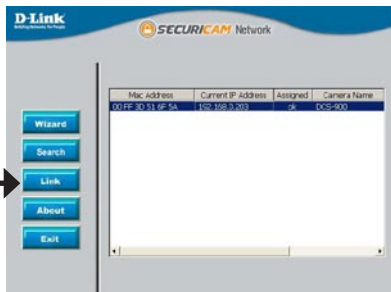 D-Link
Building Networks for People
SECURICAM Network
Mac Address Current IP Address Assigned Camera Name
00 FF 3D 51 6F 5A 192.168.3.203 ok DCS-900
Wizard
Search
Link
About
Exit